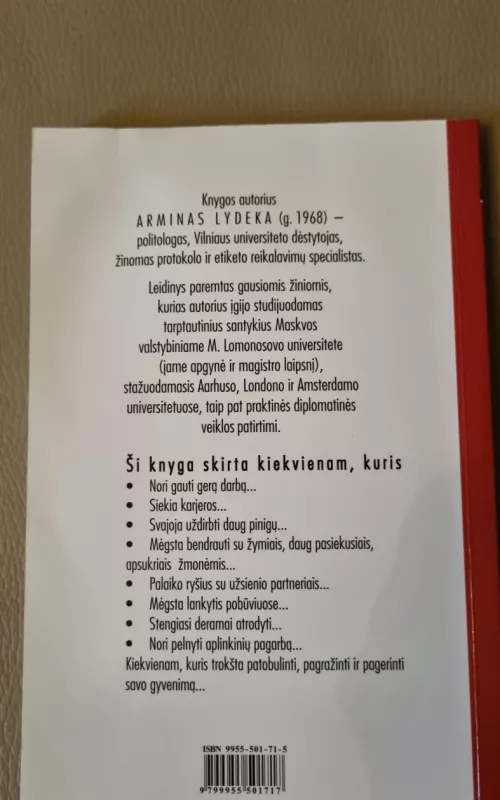 Knygos autorius
ARMINAS LYDEKA (g. 1968) –
politologas, Vilniaus universiteto dėstytojas,
žinomas protokolo ir etiketo reikalavimų specialistas.
Leidinys paremtas gausiomis žiniomis,
kurias autorius įgijo studijuodamas
tarptautinius santykius Maskvos
valstybiniame M. Lomonosovo universitete
(jame apgynė ir magistro laipsnį),
stažuodamasis Aarhuso, Londono ir Amsterdamo
universitetuose, taip pat praktinės diplomatinės
veiklos patirtimi.
Ši knyga skirta kiekvienam, kuris
• Nori gauti gerą darbą...
• Siekia karjeros...
• Svajoja uždirbti daug pinigų...
• Mėgsta bendrauti su žymiais, daug pasiekusiais,
apsukriais žmonėmis...
• Palaiko ryšius su užsienio partneriais...
• Mėgsta lankytis pobūviuose...
• Stengiasi deramai atrodyti...
• Nori pelnyti aplinkinių pagarbą...
Kiekvienam, kuris trokšta patobulinti, pagražinti ir pagerinti
savo gyvenimą...
ISBN 9955-501-71-5
9 799955 501717